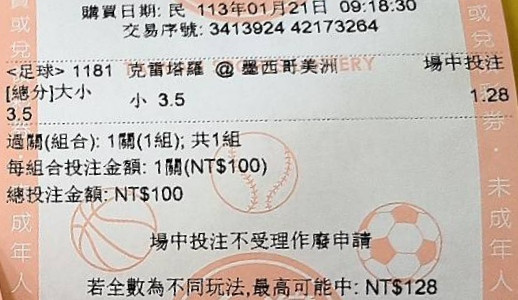 購買日期: 民 113年01月21日 09:18:30
交易序號: 3413924 42173264
<足球> 1181 克雷塔羅 @ 墨西哥美洲 場中投注
[總分]大小 小 3.5 1.28
3.5
過關(組合): 1關(1組); 共1組
每組合投注金額: 1關(NT$100)
總投注金額: NT$100
場中投注不受理作廢申請
若全數為不同玩法,最高可能中: NT$128
未成年人